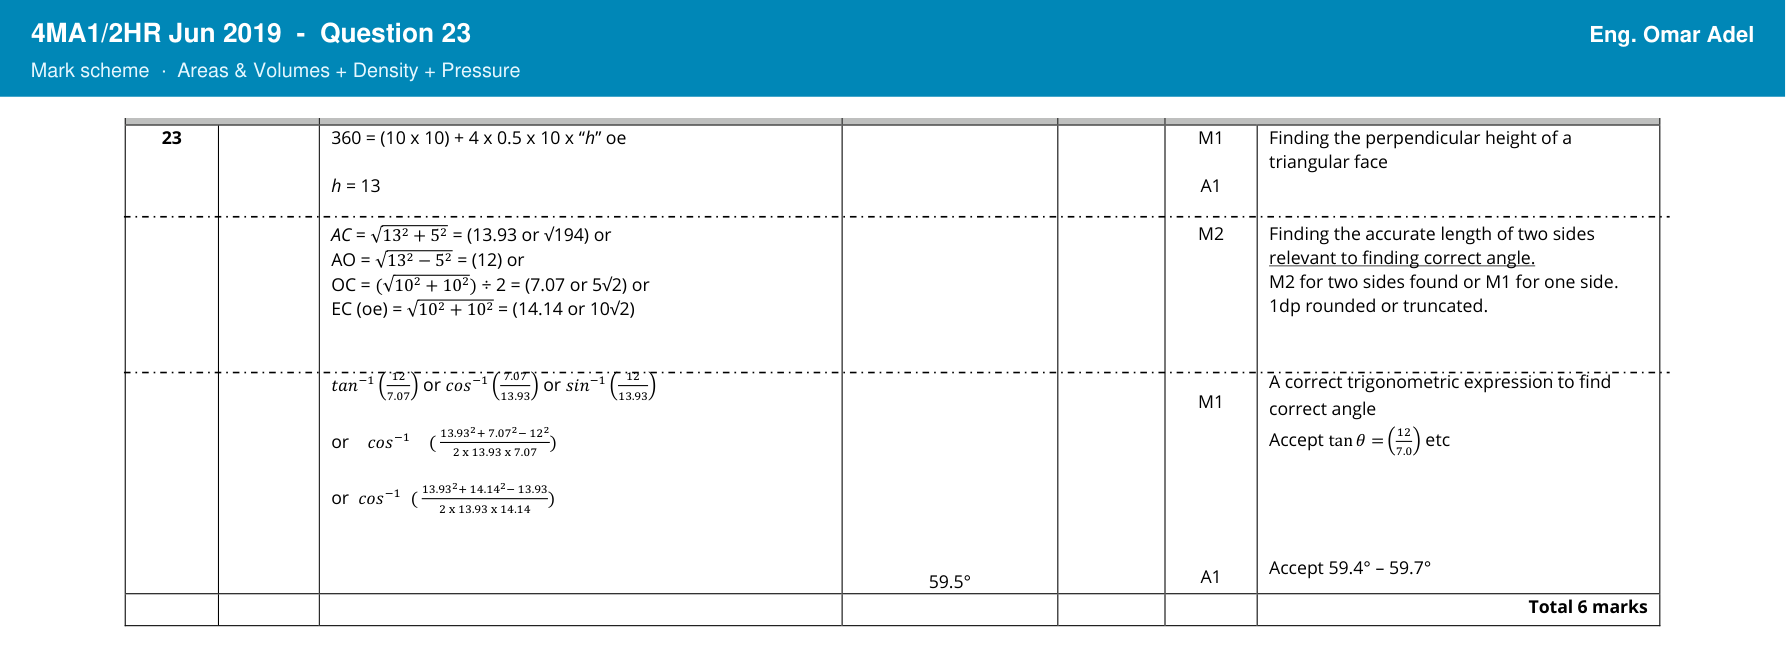 4MA1/2HR Jun 2019 - Question 23
Eng. Omar Adel
Mark scheme · Areas & Volumes + Density + Pressure
23
360 = (10 x 10) + 4 x 0.5 x 10 x “h” oe
M1
Finding the perpendicular height of a
triangular face
h = 13
A1
AC = √(13² + 5²) = (13.93 or √194) or
M2
Finding the accurate length of two sides
AO = √(13² − 5²) = (12) or
relevant to finding correct angle.
OC = (√(10² + 10²)) ÷ 2 = (7.07 or 5√2) or
M2 for two sides found or M1 for one side.
EC (oe) = √(10² + 10²) = (14.14 or 10√2)
1dp rounded or truncated.
tan⁻¹ (12/7.07) or cos⁻¹ (7.07/13.93) or sin⁻¹ (12/13.93)
M1
A correct trigonometric expression to find
correct angle
or cos⁻¹ ((13.93² + 7.07² − 12²)/(2 x 13.93 x 7.07))
Accept tan θ = (12/7.0) etc
or cos⁻¹ ((13.93² + 14.14² − 13.93)/(2 x 13.93 x 14.14))
59.5°
A1
Accept 59.4° – 59.7°
Total 6 marks